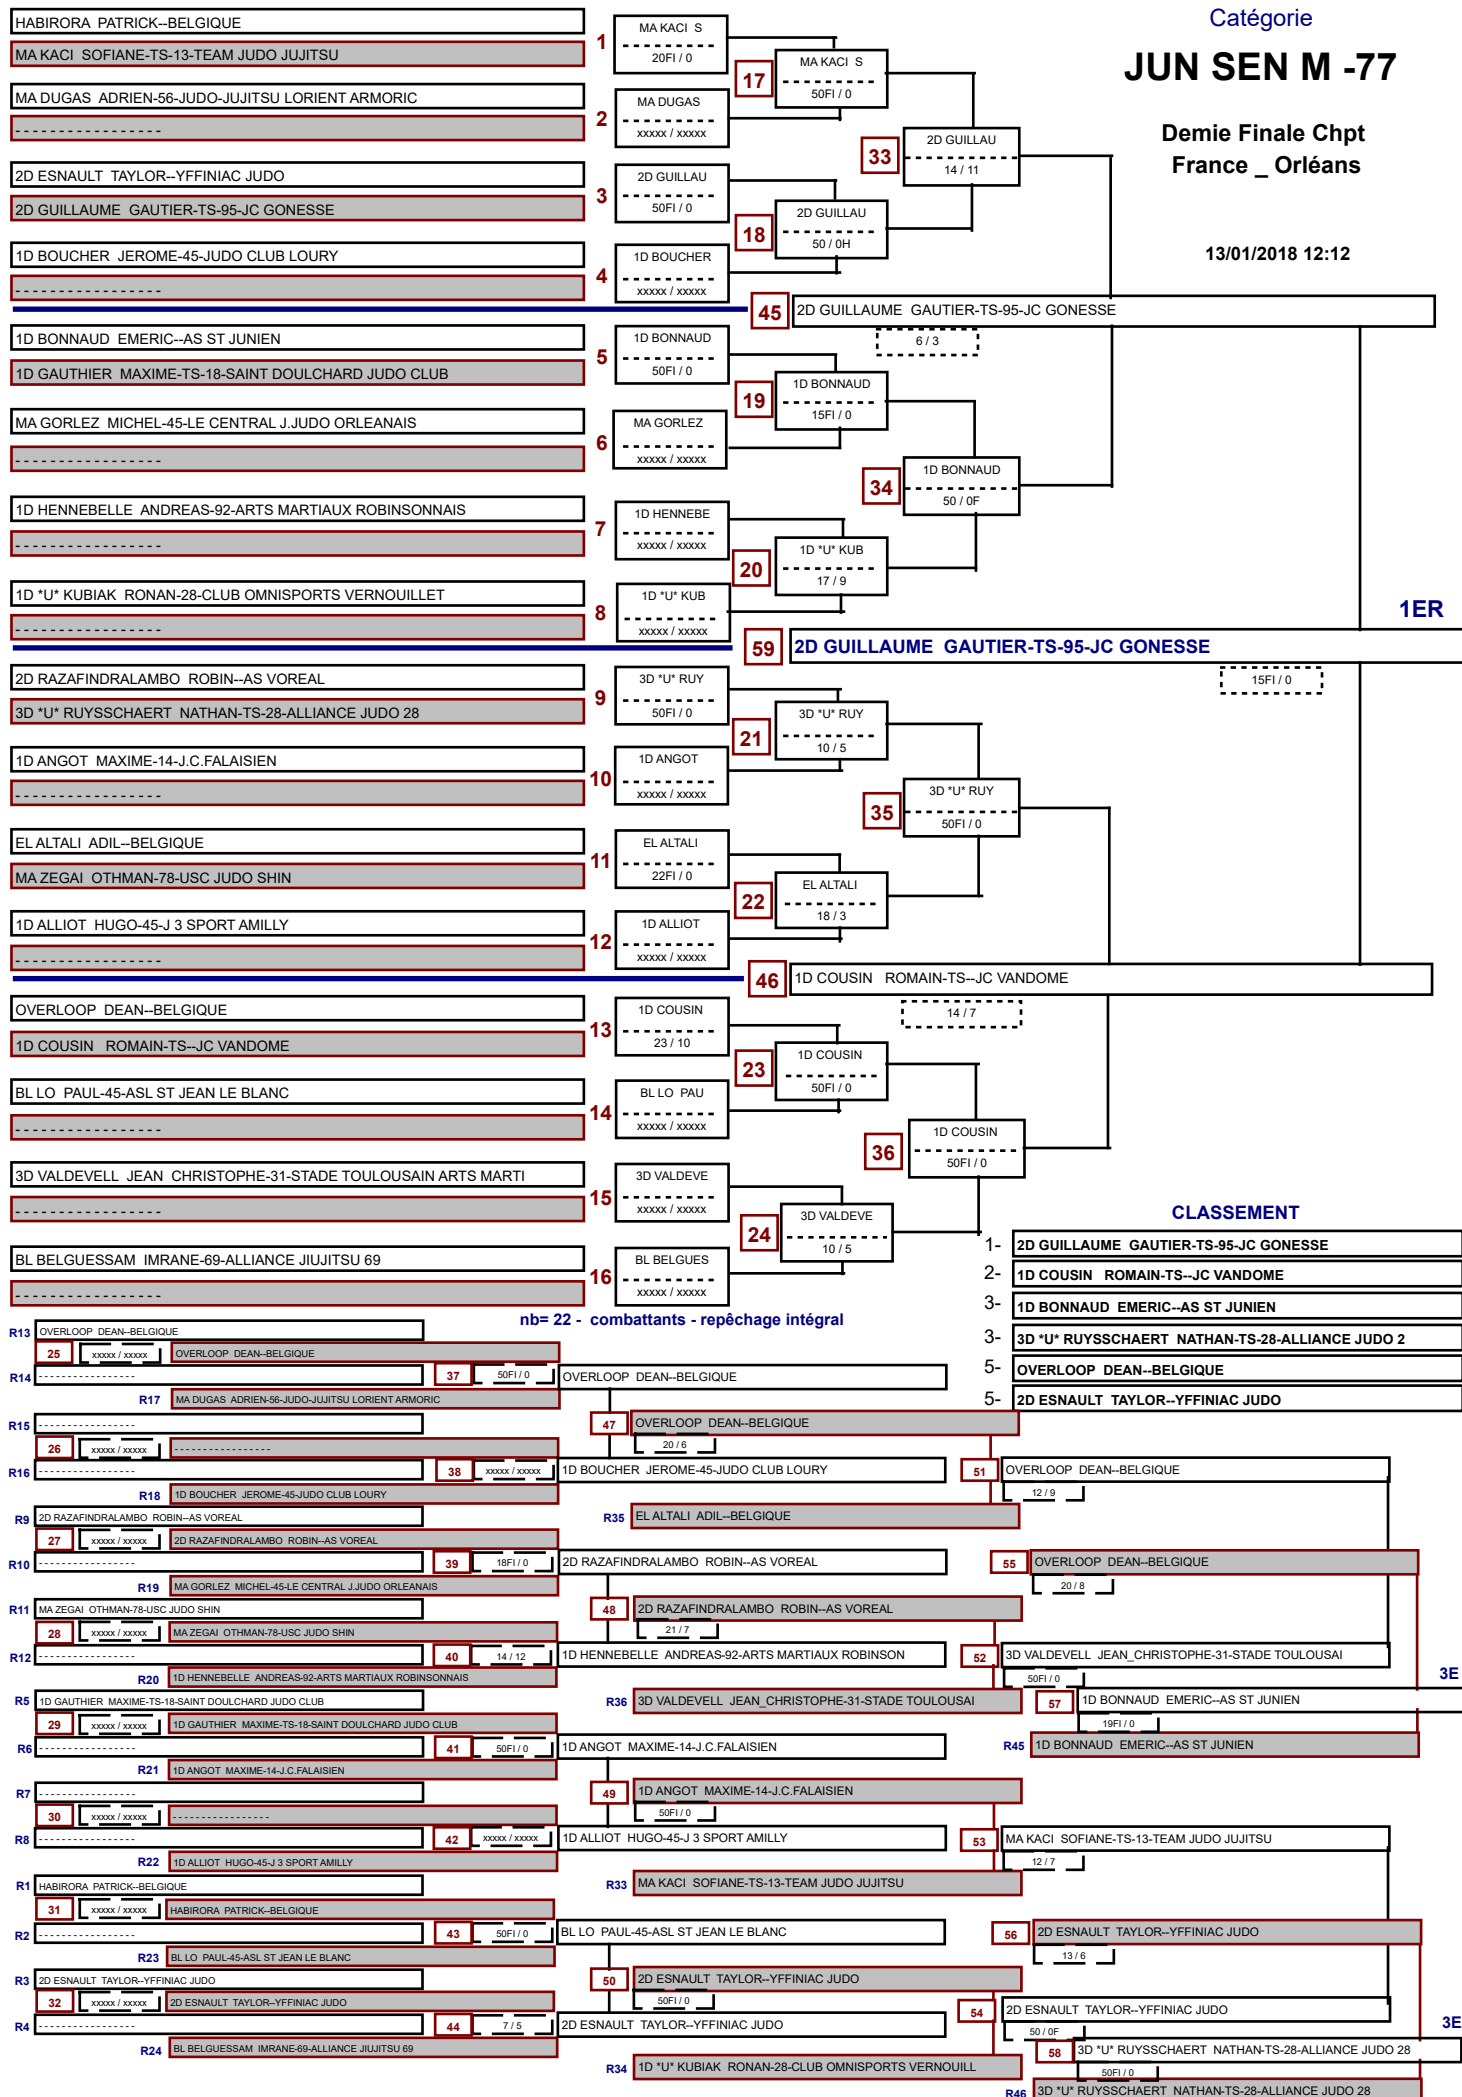 Catégorie
JUN SEN M -77
Demie Finale Chpt
France _ Orléans
13/01/2018 12:12
HABIRORA PATRICK--BELGIQUE
MA KACI SOFIANE-TS-13-TEAM JUDO JUJITSU
1
MA KACI S
20FI / 0
MA DUGAS ADRIEN-56-JUDO-JUJITSU LORIENT ARMORIC
- - - - - - - - - - - - - - - - -
2
MA DUGAS
xxxxx / xxxxx
17
MA KACI S
50FI / 0
2D ESNAULT TAYLOR--YFFINIAC JUDO
2D GUILLAUME GAUTIER-TS-95-JC GONESSE
3
2D GUILLAU
50FI / 0
1D BOUCHER JEROME-45-JUDO CLUB LOURY
- - - - - - - - - - - - - - - - -
4
1D BOUCHER
xxxxx / xxxxx
18
2D GUILLAU
50 / 0H
33
2D GUILLAU
14 / 11
45
2D GUILLAUME GAUTIER-TS-95-JC GONESSE
6 / 3
1D BONNAUD EMERIC--AS ST JUNIEN
1D GAUTHIER MAXIME-TS-18-SAINT DOULCHARD JUDO CLUB
5
1D BONNAUD
50FI / 0
MA GORLEZ MICHEL-45-LE CENTRAL J.JUDO ORLEANAIS
- - - - - - - - - - - - - - - - -
6
MA GORLEZ
xxxxx / xxxxx
19
1D BONNAUD
15FI / 0
1D HENNEBELLE ANDREAS-92-ARTS MARTIAUX ROBINSONNAIS
- - - - - - - - - - - - - - - - -
7
1D HENNEBE
xxxxx / xxxxx
1D *U* KUBIAK RONAN-28-CLUB OMNISPORTS VERNOUILLET
- - - - - - - - - - - - - - - - -
8
1D *U* KUB
xxxxx / xxxxx
20
1D *U* KUB
17 / 9
34
1D BONNAUD
50 / 0F
1ER
59
2D GUILLAUME GAUTIER-TS-95-JC GONESSE
15FI / 0
2D RAZAFINDRALAMBO ROBIN--AS VOREAL
3D *U* RUYSSCHAERT NATHAN-TS-28-ALLIANCE JUDO 28
9
3D *U* RUY
50FI / 0
1D ANGOT MAXIME-14-J.C.FALAISIEN
- - - - - - - - - - - - - - - - -
10
1D ANGOT
xxxxx / xxxxx
21
3D *U* RUY
10 / 5
EL ALTALI ADIL--BELGIQUE
MA ZEGAI OTHMAN-78-USC JUDO SHIN
11
EL ALTALI
22FI / 0
1D ALLIOT HUGO-45-J 3 SPORT AMILLY
- - - - - - - - - - - - - - - - -
12
1D ALLIOT
xxxxx / xxxxx
22
EL ALTALI
18 / 3
35
3D *U* RUY
50FI / 0
46
1D COUSIN ROMAIN-TS--JC VANDOME
14 / 7
OVERLOOP DEAN--BELGIQUE
1D COUSIN ROMAIN-TS--JC VANDOME
13
1D COUSIN
23 / 10
BL LO PAUL-45-ASL ST JEAN LE BLANC
- - - - - - - - - - - - - - - - -
14
BL LO PAU
xxxxx / xxxxx
23
1D COUSIN
50FI / 0
3D VALDEVELL JEAN CHRISTOPHE-31-STADE TOULOUSAIN ARTS MARTI
- - - - - - - - - - - - - - - - -
15
3D VALDEVE
xxxxx / xxxxx
BL BELGUESSAM IMRANE-69-ALLIANCE JIUJITSU 69
- - - - - - - - - - - - - - - - -
16
BL BELGUES
xxxxx / xxxxx
24
3D VALDEVE
10 / 5
36
1D COUSIN
50FI / 0
CLASSEMENT
1- 2D GUILLAUME GAUTIER-TS-95-JC GONESSE
2- 1D COUSIN ROMAIN-TS--JC VANDOME
3- 1D BONNAUD EMERIC--AS ST JUNIEN
3- 3D *U* RUYSSCHAERT NATHAN-TS-28-ALLIANCE JUDO 2
5- OVERLOOP DEAN--BELGIQUE
5- 2D ESNAULT TAYLOR--YFFINIAC JUDO
nb= 22 - combattants - repêchage intégral
R13 OVERLOOP DEAN--BELGIQUE
25 xxxxx / xxxxx OVERLOOP DEAN--BELGIQUE
R14 - - - - - - - - - - - - - - - -
37 50FI / 0 OVERLOOP DEAN--BELGIQUE
R17 MA DUGAS ADRIEN-56-JUDO-JUJITSU LORIENT ARMORIC
R15 - - - - - - - - - - - - - - - -
47 OVERLOOP DEAN--BELGIQUE
20 / 6
26 xxxxx / xxxxx - - - - - - - - - - - - - - - -
R16 - - - - - - - - - - - - - - - -
38 xxxxx / xxxxx 1D BOUCHER JEROME-45-JUDO CLUB LOURY
51 OVERLOOP DEAN--BELGIQUE
12 / 9
R18 1D BOUCHER JEROME-45-JUDO CLUB LOURY
R9 2D RAZAFINDRALAMBO ROBIN--AS VOREAL
R35 EL ALTALI ADIL--BELGIQUE
27 xxxxx / xxxxx 2D RAZAFINDRALAMBO ROBIN--AS VOREAL
R10 - - - - - - - - - - - - - - - -
39 18FI / 0 2D RAZAFINDRALAMBO ROBIN--AS VOREAL
55 OVERLOOP DEAN--BELGIQUE
20 / 8
R19 MA GORLEZ MICHEL-45-LE CENTRAL J.JUDO ORLEANAIS
R11 MA ZEGAI OTHMAN-78-USC JUDO SHIN
48 2D RAZAFINDRALAMBO ROBIN--AS VOREAL
21 / 7
28 xxxxx / xxxxx MA ZEGAI OTHMAN-78-USC JUDO SHIN
R12 - - - - - - - - - - - - - - - -
40 14 / 12 1D HENNEBELLE ANDREAS-92-ARTS MARTIAUX ROBINSON
52 3D VALDEVELL JEAN_CHRISTOPHE-31-STADE TOULOUSAI
50FI / 0
R20 1D HENNEBELLE ANDREAS-92-ARTS MARTIAUX ROBINSONNAIS
3E
R5 1D GAUTHIER MAXIME-TS-18-SAINT DOULCHARD JUDO CLUB
R36 3D VALDEVELL JEAN_CHRISTOPHE-31-STADE TOULOUSAI
57 1D BONNAUD EMERIC--AS ST JUNIEN
19FI / 0
29 xxxxx / xxxxx 1D GAUTHIER MAXIME-TS-18-SAINT DOULCHARD JUDO CLUB
R6 - - - - - - - - - - - - - - - -
41 50FI / 0 1D ANGOT MAXIME-14-J.C.FALAISIEN
R45 1D BONNAUD EMERIC--AS ST JUNIEN
R21 1D ANGOT MAXIME-14-J.C.FALAISIEN
R7 - - - - - - - - - - - - - - - -
49 1D ANGOT MAXIME-14-J.C.FALAISIEN
50FI / 0
30 xxxxx / xxxxx - - - - - - - - - - - - - - - -
R8 - - - - - - - - - - - - - - - -
42 xxxxx / xxxxx 1D ALLIOT HUGO-45-J 3 SPORT AMILLY
53 MA KACI SOFIANE-TS-13-TEAM JUDO JUJITSU
12 / 7
R22 1D ALLIOT HUGO-45-J 3 SPORT AMILLY
R1 HABIRORA PATRICK--BELGIQUE
R33 MA KACI SOFIANE-TS-13-TEAM JUDO JUJITSU
31 xxxxx / xxxxx HABIRORA PATRICK--BELGIQUE
R2 - - - - - - - - - - - - - - - -
43 50FI / 0 BL LO PAUL-45-ASL ST JEAN LE BLANC
56 2D ESNAULT TAYLOR--YFFINIAC JUDO
13 / 6
R23 BL LO PAUL-45-ASL ST JEAN LE BLANC
R3 2D ESNAULT TAYLOR--YFFINIAC JUDO
50 2D ESNAULT TAYLOR--YFFINIAC JUDO
50FI / 0
32 xxxxx / xxxxx 2D ESNAULT TAYLOR--YFFINIAC JUDO
R4 - - - - - - - - - - - - - - - -
44 7 / 5 2D ESNAULT TAYLOR--YFFINIAC JUDO
54 2D ESNAULT TAYLOR--YFFINIAC JUDO
50 / 0F
3E
R24 BL BELGUESSAM IMRANE-69-ALLIANCE JIUJITSU 69
58 3D *U* RUYSSCHAERT NATHAN-TS-28-ALLIANCE JUDO 28
50FI / 0
R34 1D *U* KUBIAK RONAN-28-CLUB OMNISPORTS VERNOUILL
R46 3D *U* RUYSSCHAERT NATHAN-TS-28-ALLIANCE JUDO 28